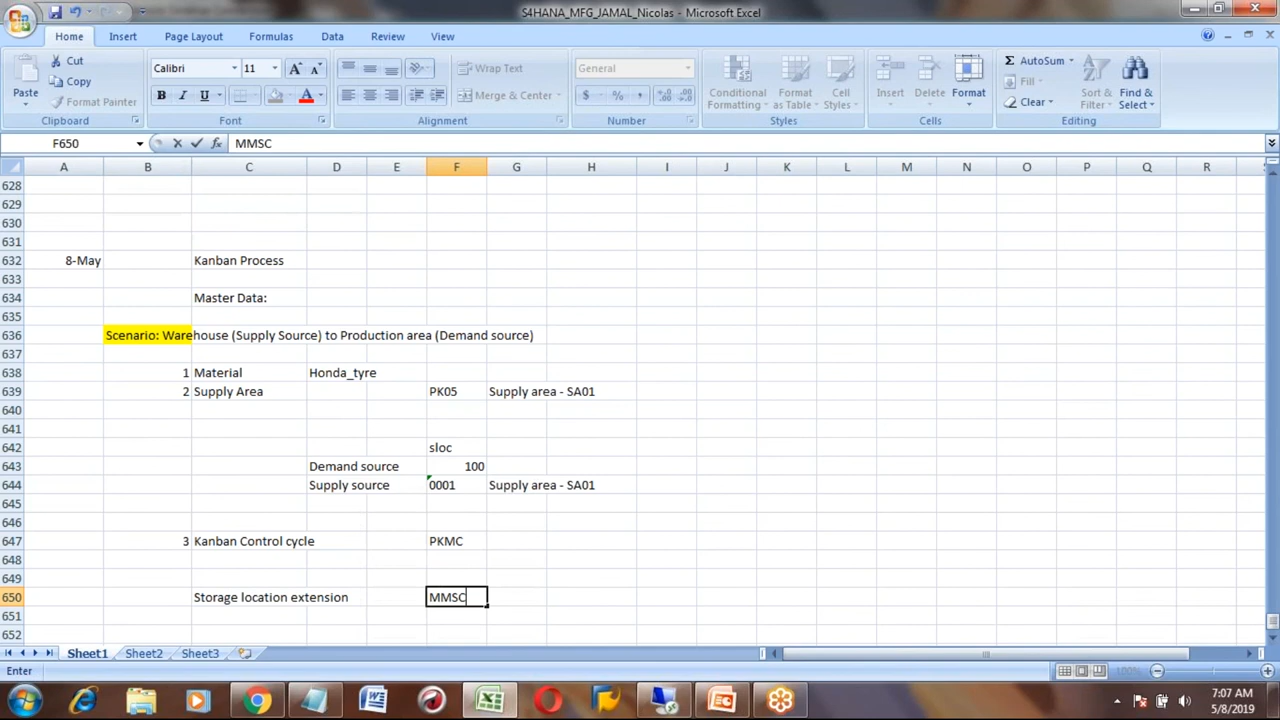 S4HANA_MFG_JAMAL_Nicolas - Microsoft Excel
Home Insert Page Layout Formulas Data Review View
Paste Cut Copy Format Painter
Clipboard
Calibri 11
B I U A
Font
Wrap Text
Merge & Center
Alignment
General
$ % ,
Number
Conditional Formatting Format as Table Cell Styles
Styles
Insert Delete Format
Cells
AutoSum Fill Clear Sort & Filter Find & Select
Editing
F650 fx MMSC
A B C D E F G H I J K L M N O P Q R
628
629
630
631
632 8-May Kanban Process
633
634 Master Data:
635
636 Scenario: Warehouse (Supply Source) to Production area (Demand source)
637
638 1 Material Honda_tyre
639 2 Supply Area PK05 Supply area - SA01
640
641
642 sloc
643 Demand source 100
644 Supply source 0001 Supply area - SA01
645
646
647 3 Kanban Control cycle PKMC
648
649
650 Storage location extension MMSC
651
652
Sheet1 Sheet2 Sheet3
Enter 100%
7:07 AM
5/8/2019